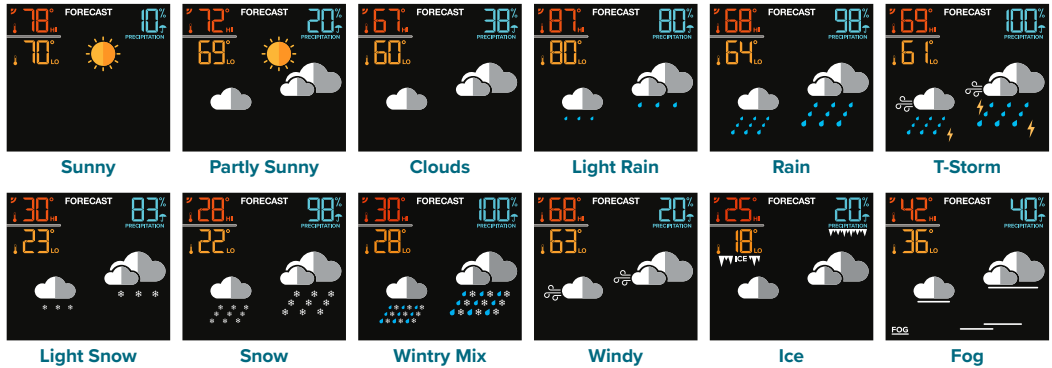 78° HI FORECAST 10%
PRECIPITATION
70° LO
Sunny
72° HI FORECAST 20%
PRECIPITATION
69° LO
Partly Sunny
67° HI FORECAST 38%
PRECIPITATION
60° LO
Clouds
87° HI FORECAST 80%
PRECIPITATION
80° LO
Light Rain
68° HI FORECAST 98%
PRECIPITATION
64° LO
Rain
69° HI FORECAST 100%
PRECIPITATION
61° LO
T-Storm
30° HI FORECAST 83%
PRECIPITATION
23° LO
Light Snow
28° HI FORECAST 98%
PRECIPITATION
22° LO
Snow
30° HI FORECAST 100%
PRECIPITATION
28° LO
Wintry Mix
68° HI FORECAST 20%
PRECIPITATION
63° LO
Windy
25° HI FORECAST 20%
PRECIPITATION
18° LO
ICE
Ice
42° HI FORECAST 40%
PRECIPITATION
36° LO
FOG
Fog